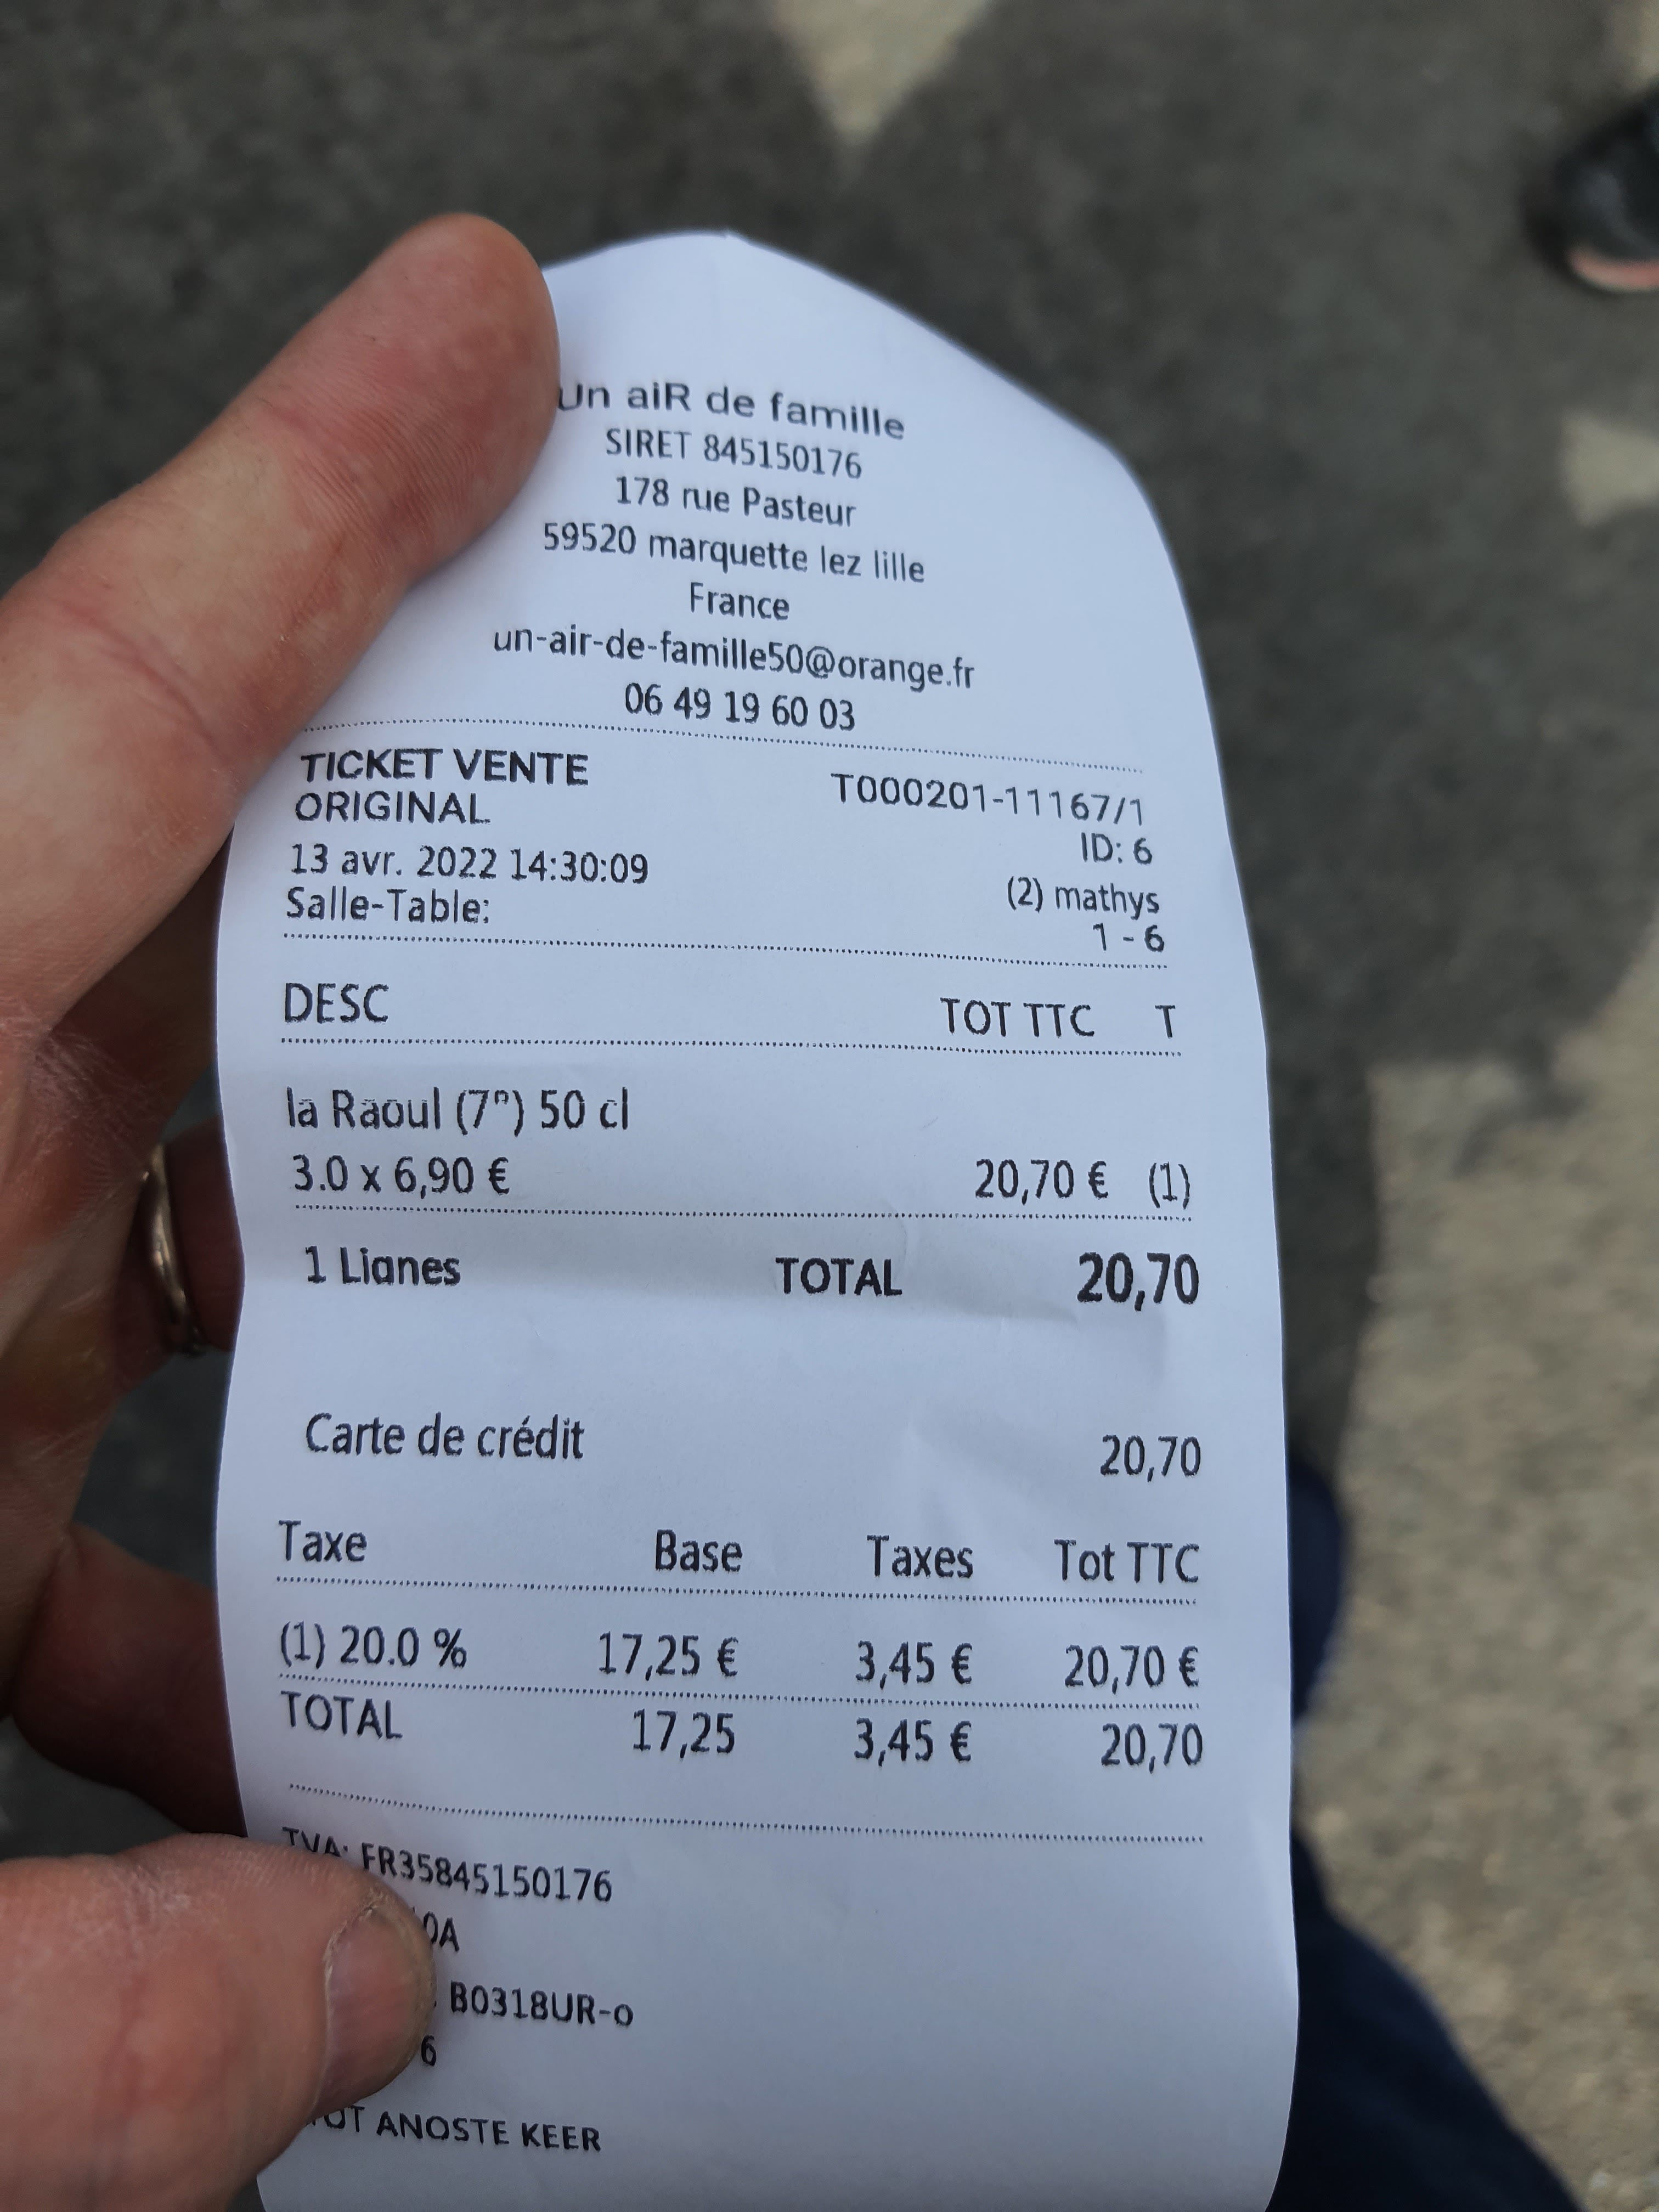 Un aiR de famille
SIRET 845150176
178 rue Pasteur
59520 marquette lez lille
France
un-air-de-famille50@orange.fr
06 49 19 60 03
TICKET VENTE T000201-11167/1
ORIGINAL ID: 6
13 avr. 2022 14:30:09 (2) mathys
Salle-Table: 1 - 6
DESC TOT TTC T
la Raoul (7°) 50 cl
3.0 x 6,90 € 20,70 € (1)
1 Lignes TOTAL 20,70
Carte de crédit 20,70
Taxe Base Taxes Tot TTC
(1) 20.0 % 17,25 € 3,45 € 20,70 €
TOTAL 17,25 3,45 € 20,70
TVA: FR35845150176
B0318UR-o
6
ANOSTE KEER